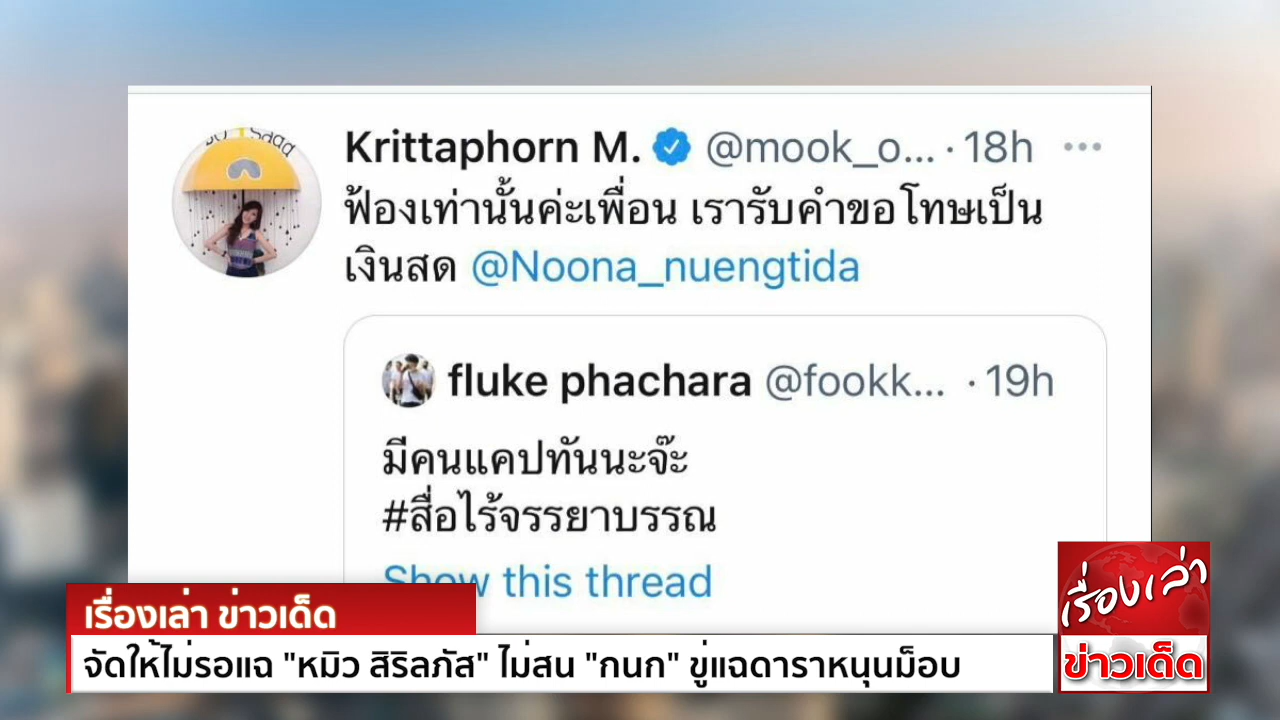 Krittaphorn M. @mook_o... · 18h ···
ฟ้องเท่านั้นค่ะเพื่อน เรารับคำขอโทษเป็น
เงินสด @Noona_nuengtida
fluke phachara @fookk... · 19h
มีคนแคปทันนะจ๊ะ
#สื่อไร้จรรยาบรรณ
Show this thread
เรื่องเล่า ข่าวเด็ด
จัดให้ไม่รอแฉ "หมิว สิริลภัส" ไม่สน "กนก" ขู่แฉดาราหนุนม็อบ
เรื่องเล่า
ข่าวเด็ด